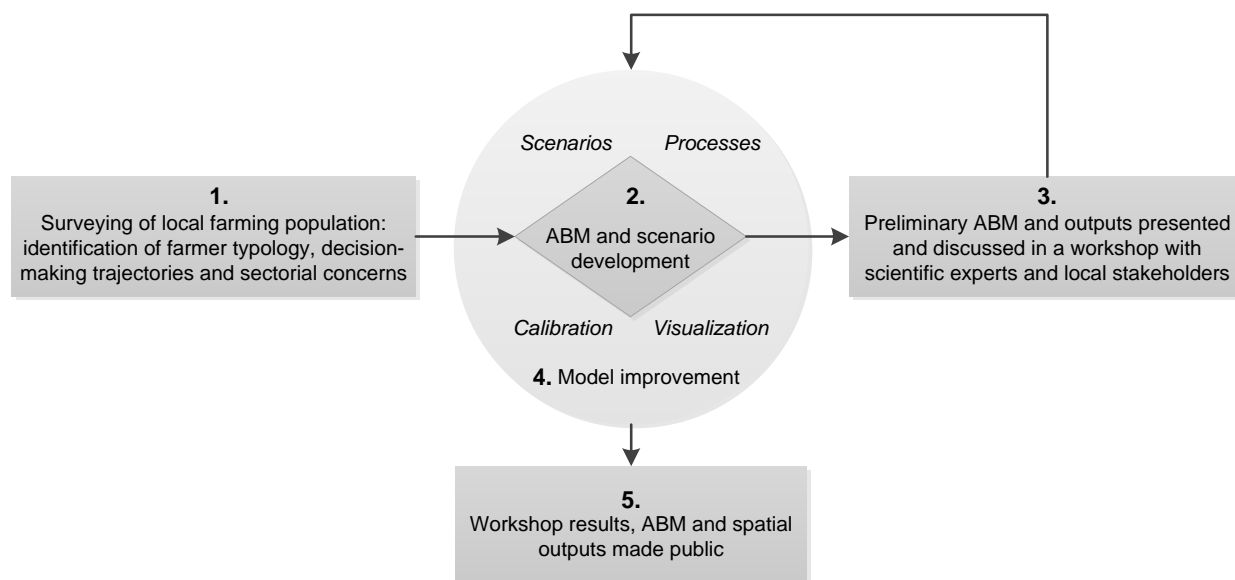 1.
Surveying of local farming population:
identification of farmer typology, decision-
making trajectories and sectorial concerns
Scenarios
Processes
2.
ABM and scenario
development
Calibration
Visualization
4. Model improvement
3.
Preliminary ABM and outputs presented
and discussed in a workshop with
scientific experts and local stakeholders
5.
Workshop results, ABM and spatial
outputs made public